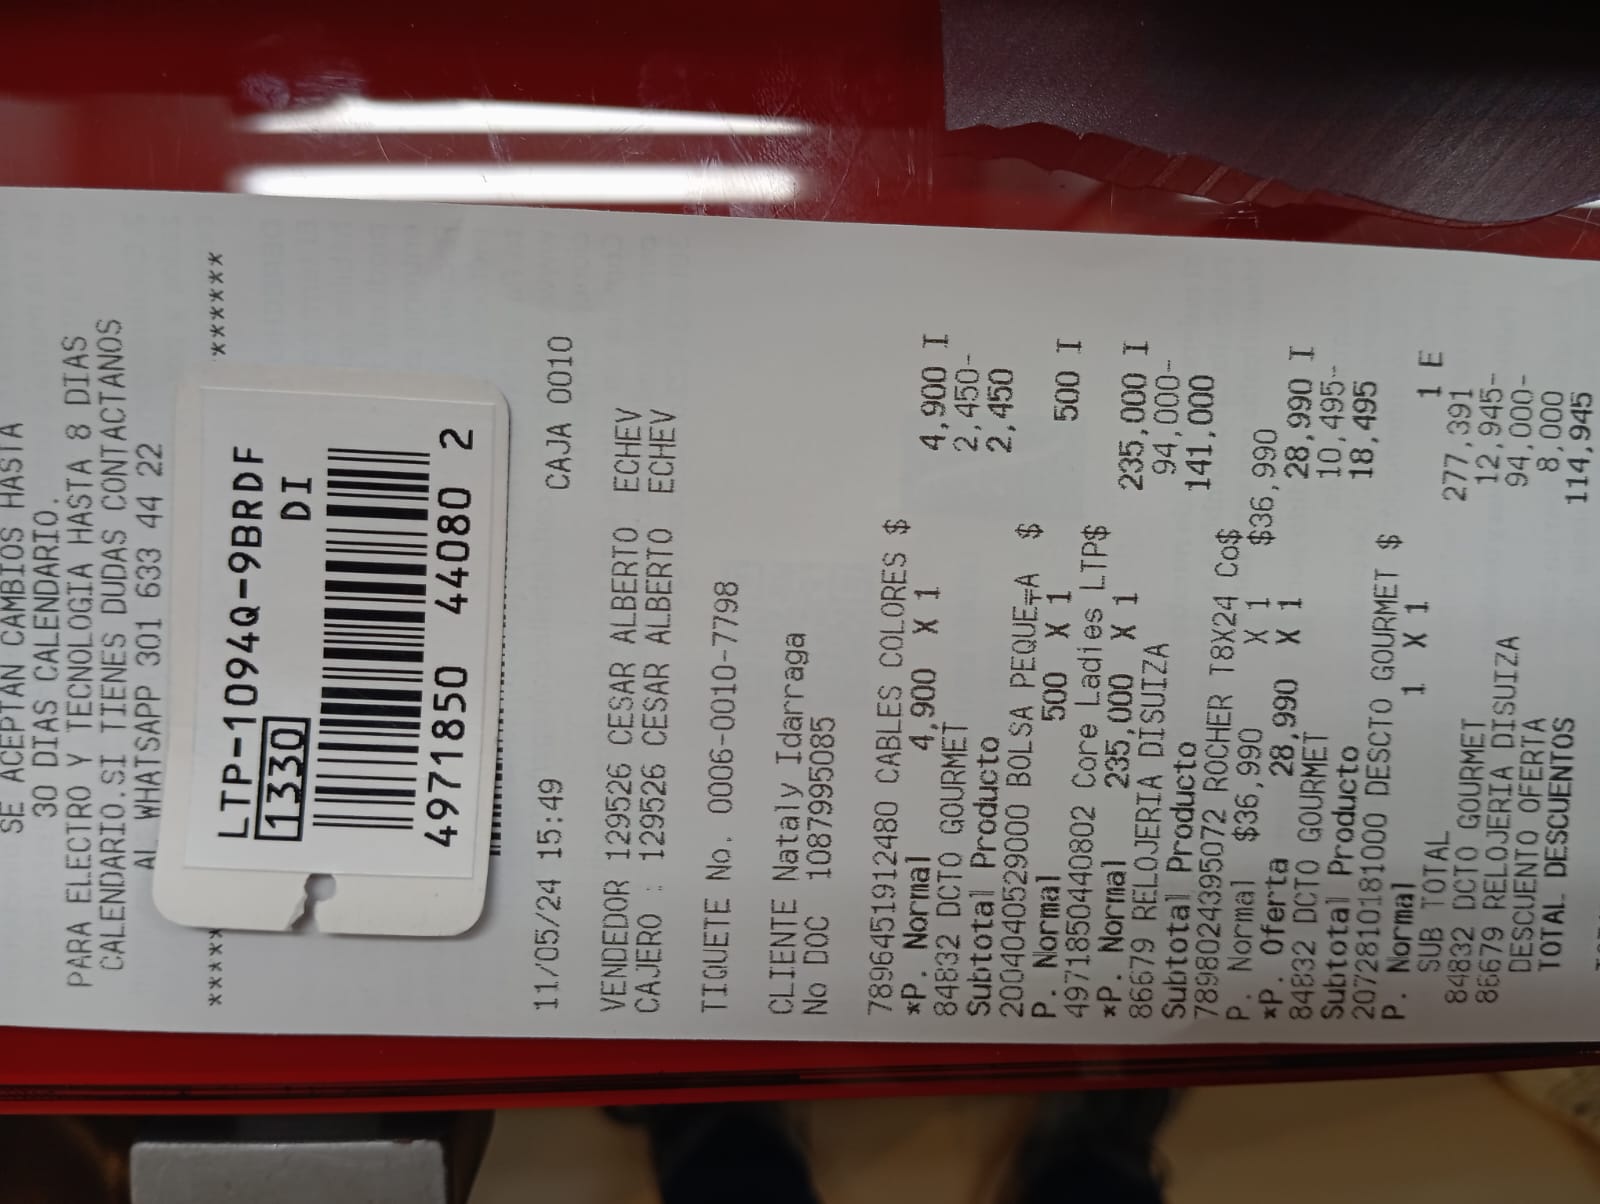 SE ACEPTAN CAMBIOS HASTA
30 DIAS CALENDARIO.
PARA ELECTRO Y TECNOLOGIA HASTA 8 DIAS
CALENDARIO.SI TIENES DUDAS CONTACTANOS
AL WHATSAPP 301 633 44 22
LTP-1094Q-9BRDF
1330 DI
4971850 44080 2
11/05/24 15:49 CAJA 0010
VENDEDOR 129526 CESAR ALBERTO ECHEV
CAJERO : 129526 CESAR ALBERTO ECHEV
TIQUETE No. 0006-0010-7798
CLIENTE Nataly Idarraga
No DOC 1087995085
7896451912480 CABLES COLORES $
*P. Normal 4,900 X 1 4,900 I
84832 DCTO GOURMET 2,450-
Subtotal Producto 2,450
2004040529000 BOLSA PEQUE╤A $
P. Normal 500 X 1 500 I
4971850440802 Core Ladies LTP$
*P. Normal 235,000 X 1 235,000 I
86679 RELOJERIA DISUIZA 94,000-
Subtotal Producto 141,000
7898024395072 ROCHER T8X24 Co$
P. Normal $36,990 X 1 $36,990
*P. Oferta 28,990 X 1 28,990 I
84832 DCTO GOURMET 10,495-
Subtotal Producto 18,495
2072810181000 DESCTO GOURMET $
P. Normal 1 X 1 1 E
SUB TOTAL 277,391
84832 DCTO GOURMET 12,945-
86679 RELOJERIA DISUIZA 94,000-
DESCUENTO OFERTA 8,000
TOTAL DESCUENTOS 114,945